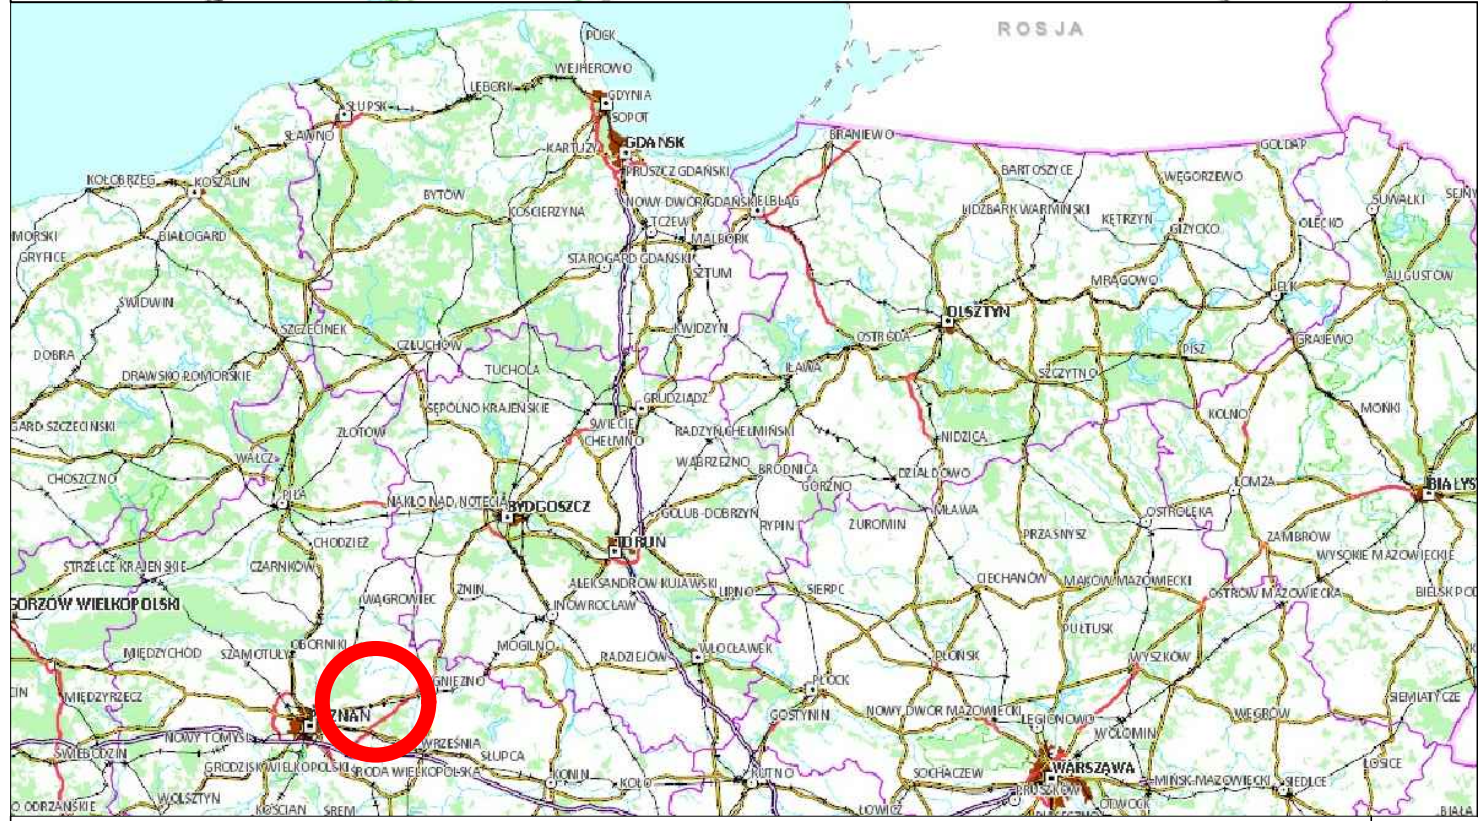 ROSJA
PUCK
WEJHEROWO
LĘBORK
GDYNIA
SŁUPSK
SOPOT
SŁAWNO
GDAŃSK
BRANIEWO
KARTUZY
GOŁDAP
PRUSZCZ GDAŃSKI
BARTOSZYCE
WĘGORZEWO
KOŁOBRZEG
KOSZALIN
BYTÓW
NOWY DWÓR GDAŃSKI
ELBLĄG
SUWAŁKI
SEJNY
KOŚCIERZYNA
LIDZBARK WARMIŃSKI
KĘTRZYN
TCZEW
GIŻYCKO
OLECKO
MORSKI
BIAŁOGARD
MALBORK
GRYFICE
STAROGARD GDAŃSKI
SZTUM
MRĄGOWO
AUGUSTÓW
EŁK
ŚWIDWIN
OLSZTYN
SZCZECINEK
KWIDZYN
OSTRÓDA
GRAJEWO
CZŁUCHÓW
PISZ
DOBRA
DRAWSKO POMORSKIE
TUCHOLA
IŁAWA
SZCZYTNO
GRUDZIĄDZ
SĘPÓLNO KRAJEŃSKIE
KOLNO
MOŃKI
GARD SZCZECIŃSKI
ZŁOTÓW
ŚWIECIE
CHEŁMNO
RADZYŃ CHEŁMIŃSKI
NIDZICA
WAŁCZ
WĄBRZEŹNO
BRODNICA
DZIAŁDOWO
CHOSZCZNO
GÓRZNO
ŁOMŻA
BIAŁYS
PIŁA
NAKŁO NAD NOTECIĄ
BYDGOSZCZ
GOLUB-DOBRZYŃ
RYPIN
ŻUROMIN
MŁAWA
OSTROŁĘKA
PRZASNYSZ
ZAMBRÓW
TORUŃ
CHODZIEŻ
WYSOKIE MAZOWIECKIE
STRZELCE KRAJEŃSKIE
CZARNKÓW
ALEKSANDRÓW KUJAWSKI
CIECHANÓW
MAKÓW MAZOWIECKI
ŻNIN
LIPNO
SIERPC
OSTRÓW MAZOWIECKA
BIELSK POD
GORZÓW WIELKOPOLSKI
WĄGROWIEC
INOWROCŁAW
PUŁTUSK
OBORNIKI
MOGILNO
MIĘDZYCHÓD
SZAMOTUŁY
RADZIEJÓW
WŁOCŁAWEK
PŁOŃSK
WYSZKÓW
GNIEZNO
PŁOCK
CIN
MIĘDZYRZECZ
SIEMIATYCZE
ZNAŃ
GOSTYNIN
NOWY DWÓR MAZOWIECKI
LEGIONOWO
WĘGRÓW
NOWY TOMYŚL
WRZEŚNIA
WOŁOMIN
ŚWIEBODZIN
SŁUPCA
GRODZISK WIELKOPOLSKI
ŚRODA WIELKOPOLSKA
SOCHACZEW
WARSZAWA
ŁOSICE
KONIN
KOŁO
KUTNO
MIŃSK MAZOWIECKI
SIEDLCE
PRUSZKÓW
O ODRZAŃSKIE
WOLSZTYN
KOŚCIAN
ŚREM
ŁOWICZ
OTWOCK
BIAŁA